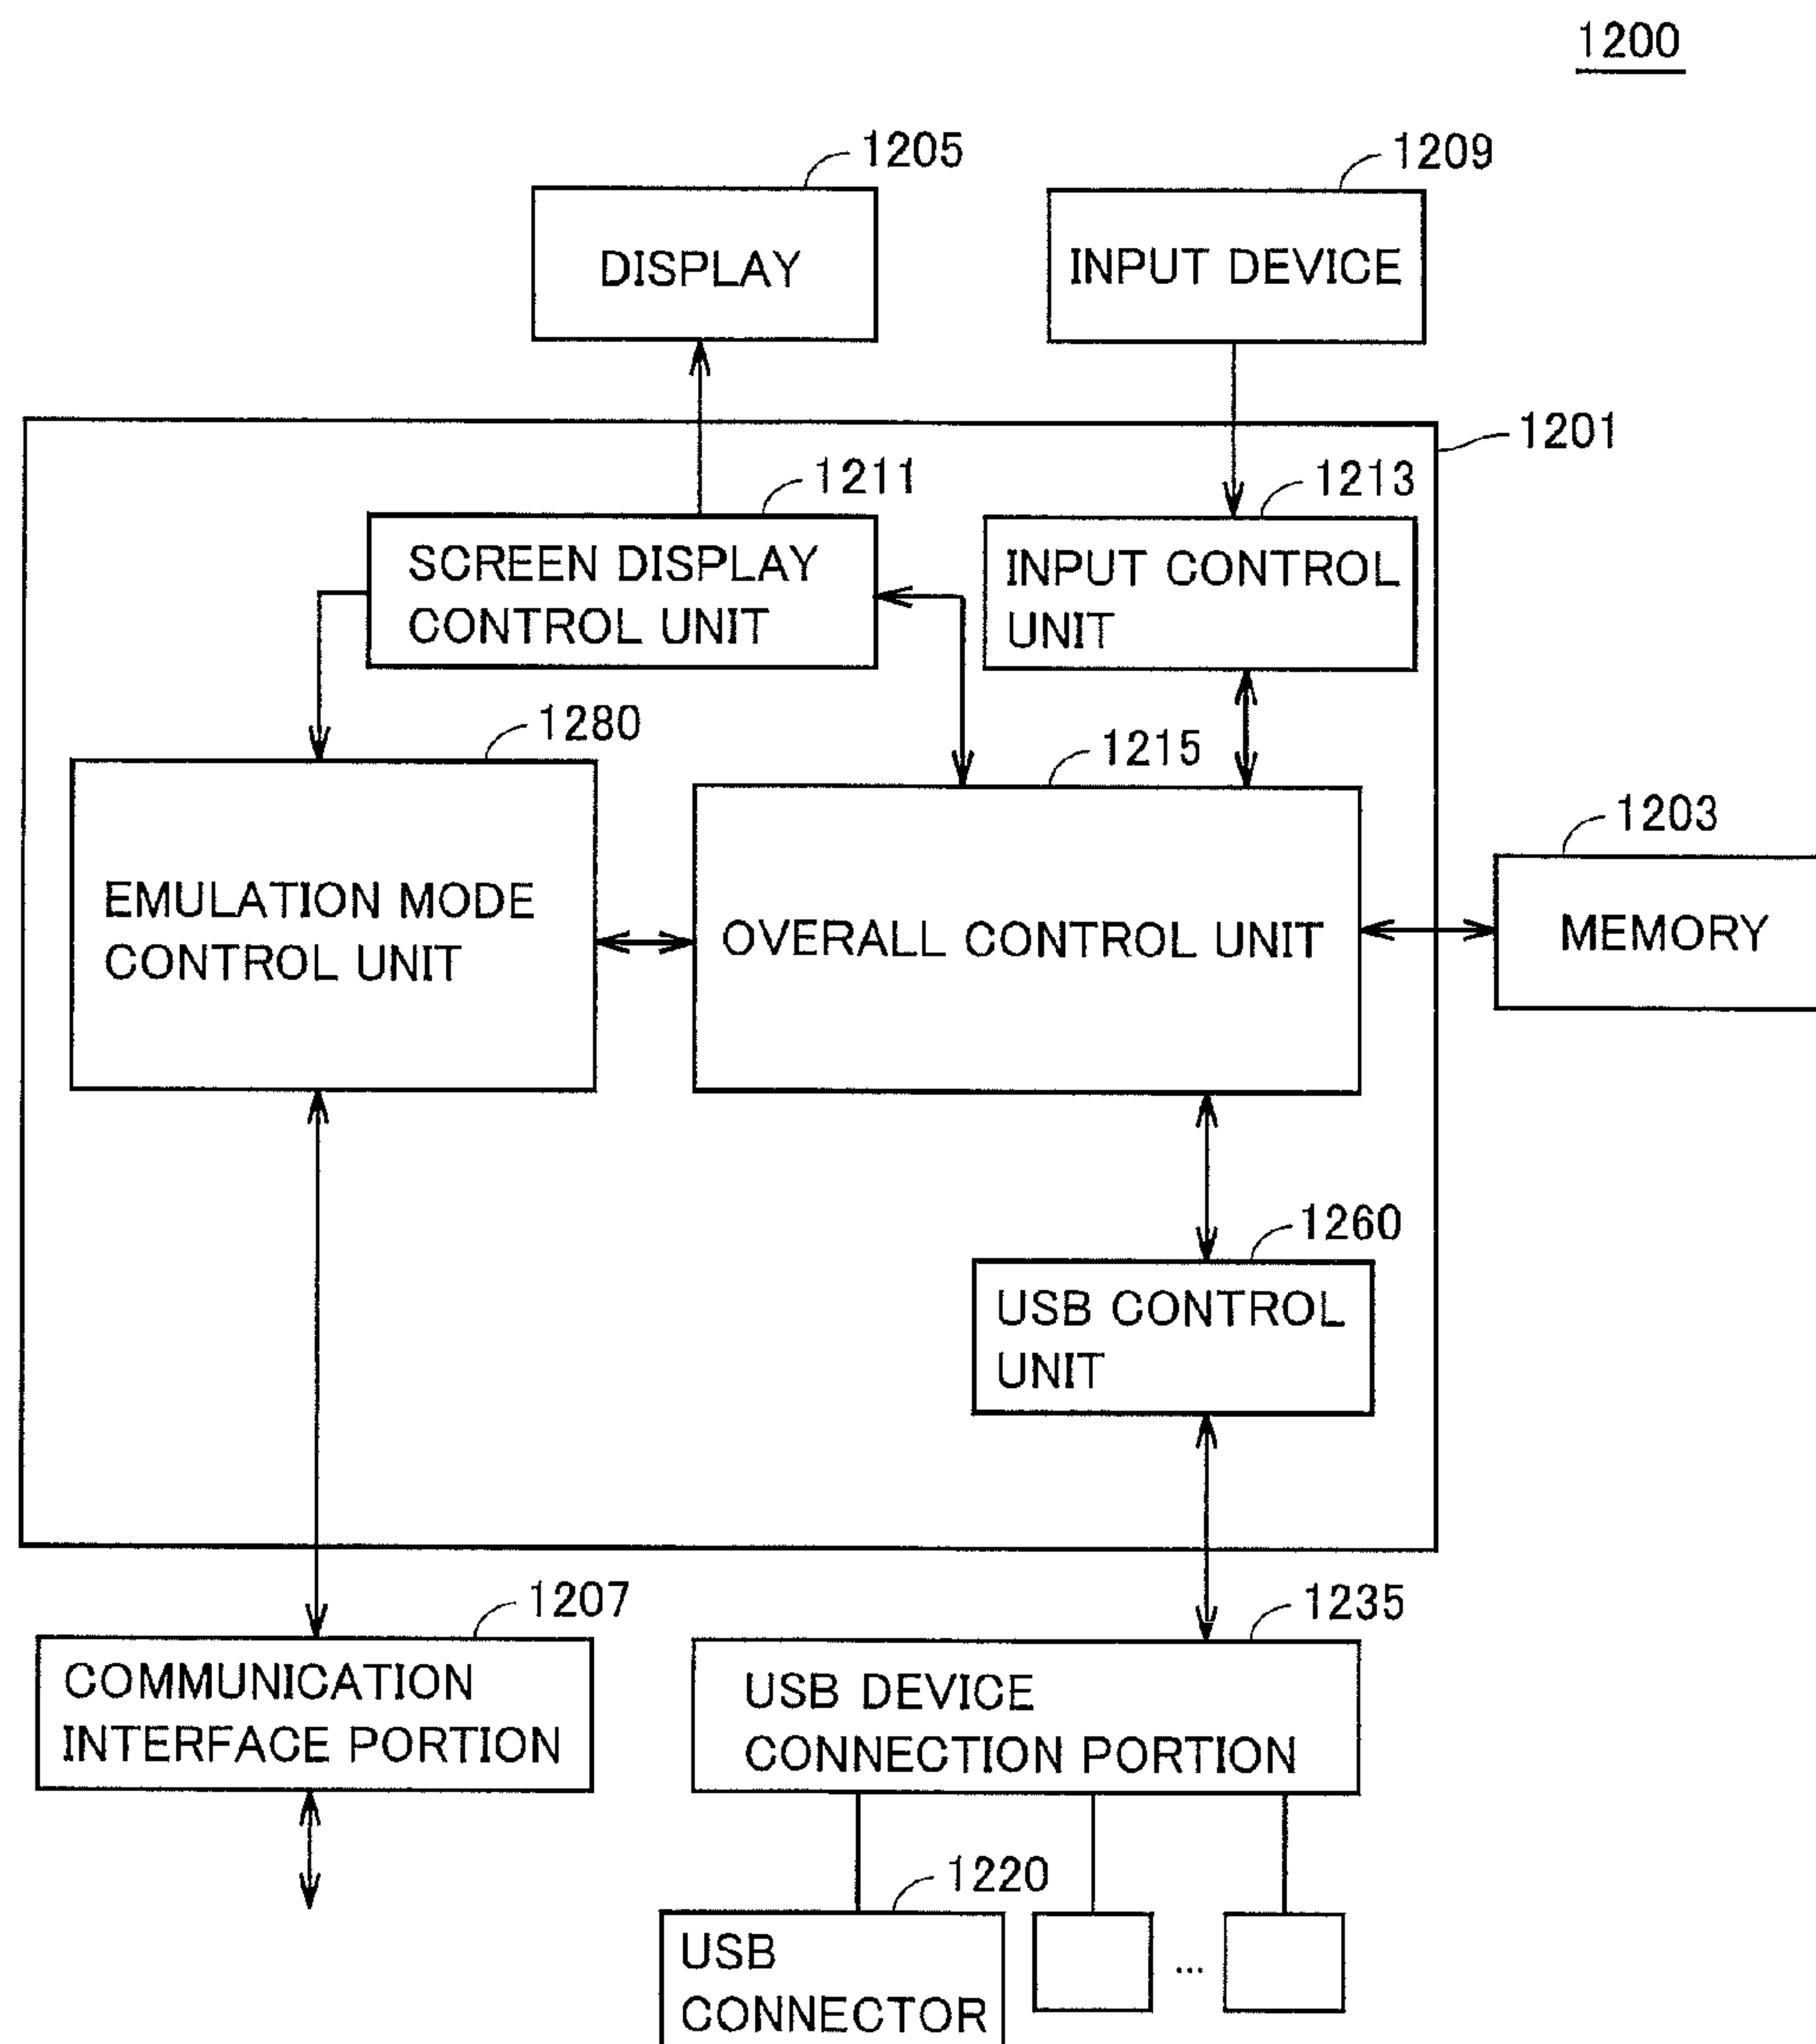 1200
1205
1209
DISPLAY
INPUT DEVICE
1201
1211
1213
SCREEN DISPLAY
CONTROL UNIT
INPUT CONTROL
UNIT
1280
1215
1203
EMULATION MODE
CONTROL UNIT
OVERALL CONTROL UNIT
MEMORY
1260
USB CONTROL
UNIT
1207
1235
COMMUNICATION
INTERFACE PORTION
USB DEVICE
CONNECTION PORTION
1220
USB
CONNECTOR
...